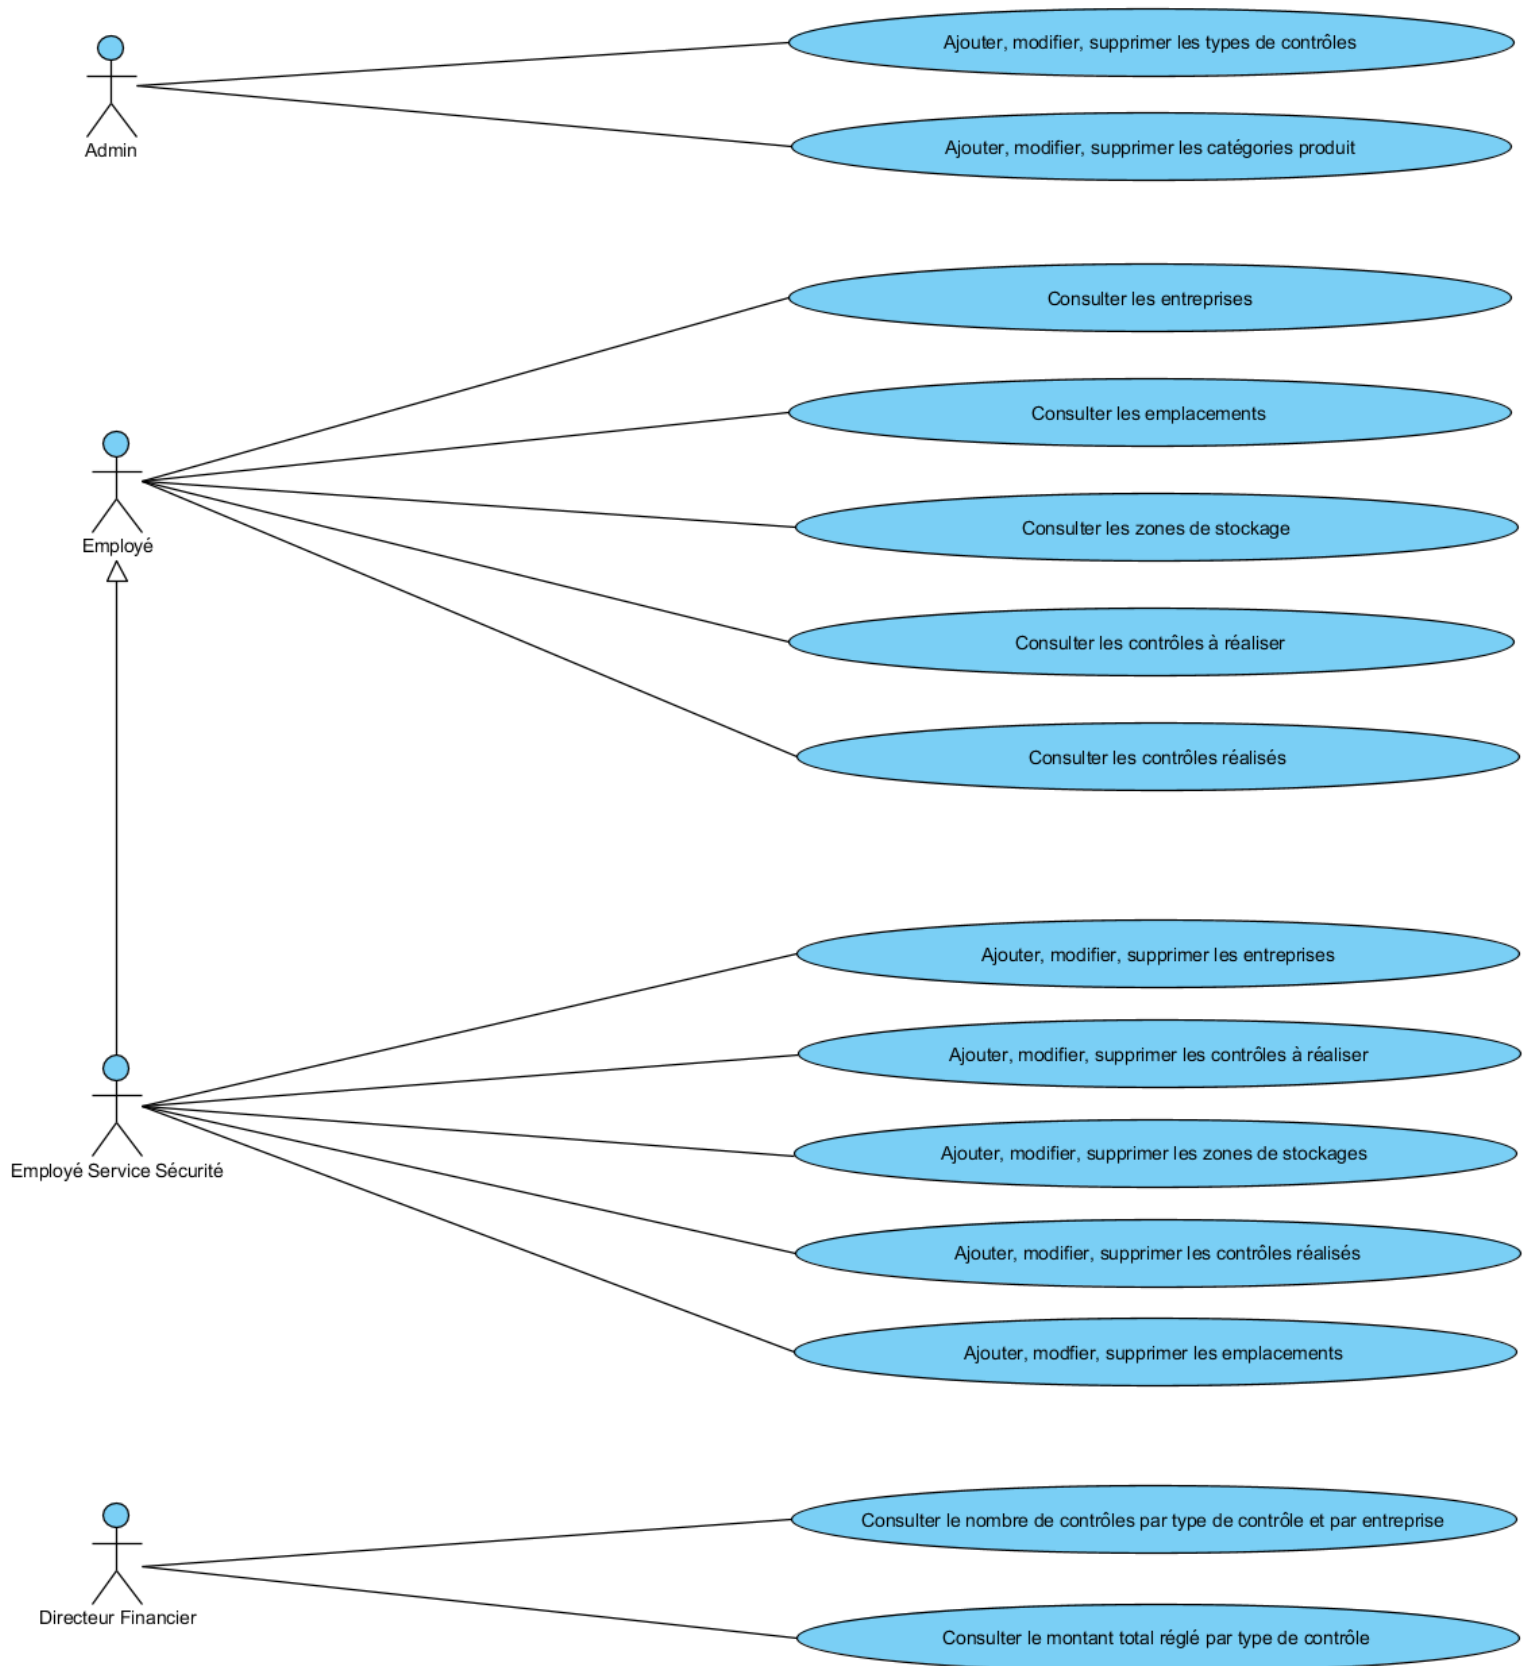 Ajouter, modifier, supprimer les types de contrôles
Admin
Ajouter, modifier, supprimer les catégories produit
Consulter les entreprises
Consulter les emplacements
Consulter les zones de stockage
Employé
Consulter les contrôles à réaliser
Consulter les contrôles réalisés
Ajouter, modifier, supprimer les entreprises
Ajouter, modifier, supprimer les contrôles à réaliser
Ajouter, modifier, supprimer les zones de stockages
Employé Service Sécurité
Ajouter, modifier, supprimer les contrôles réalisés
Ajouter, modfier, supprimer les emplacements
Consulter le nombre de contrôles par type de contrôle et par entreprise
Directeur Financier
Consulter le montant total réglé par type de contrôle